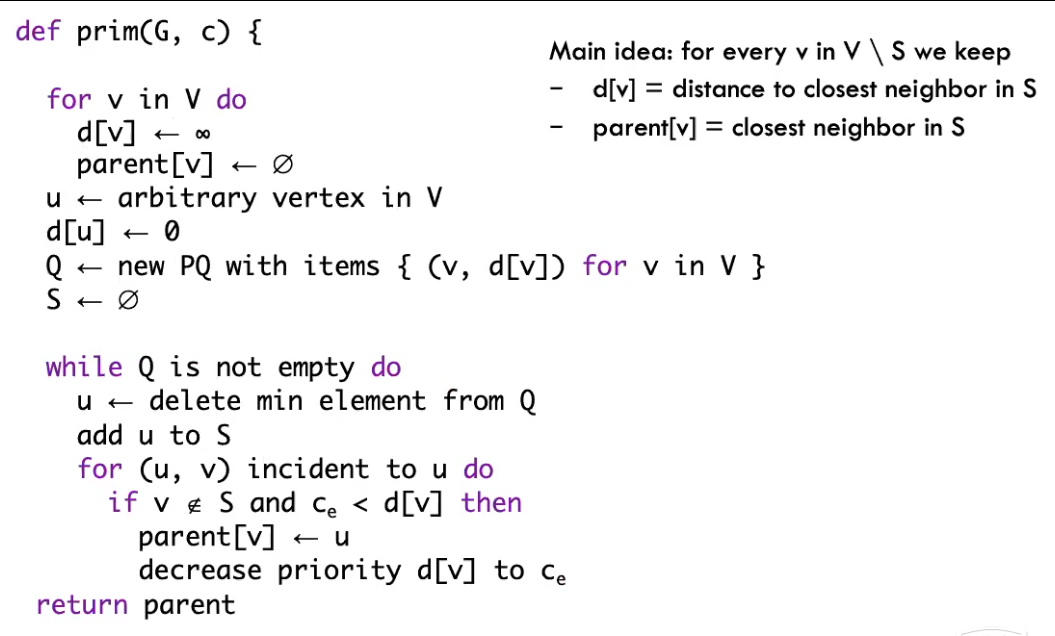 def prim(G, c) {
Main idea: for every v in V \ S we keep
- d[v] = distance to closest neighbor in S
- parent[v] = closest neighbor in S
for v in V do
d[v] ← ∞
parent[v] ← ∅
u ← arbitrary vertex in V
d[u] ← 0
Q ← new PQ with items { (v, d[v]) for v in V }
S ← ∅
while Q is not empty do
u ← delete min element from Q
add u to S
for (u, v) incident to u do
if v ∉ S and cₑ < d[v] then
parent[v] ← u
decrease priority d[v] to cₑ
return parent